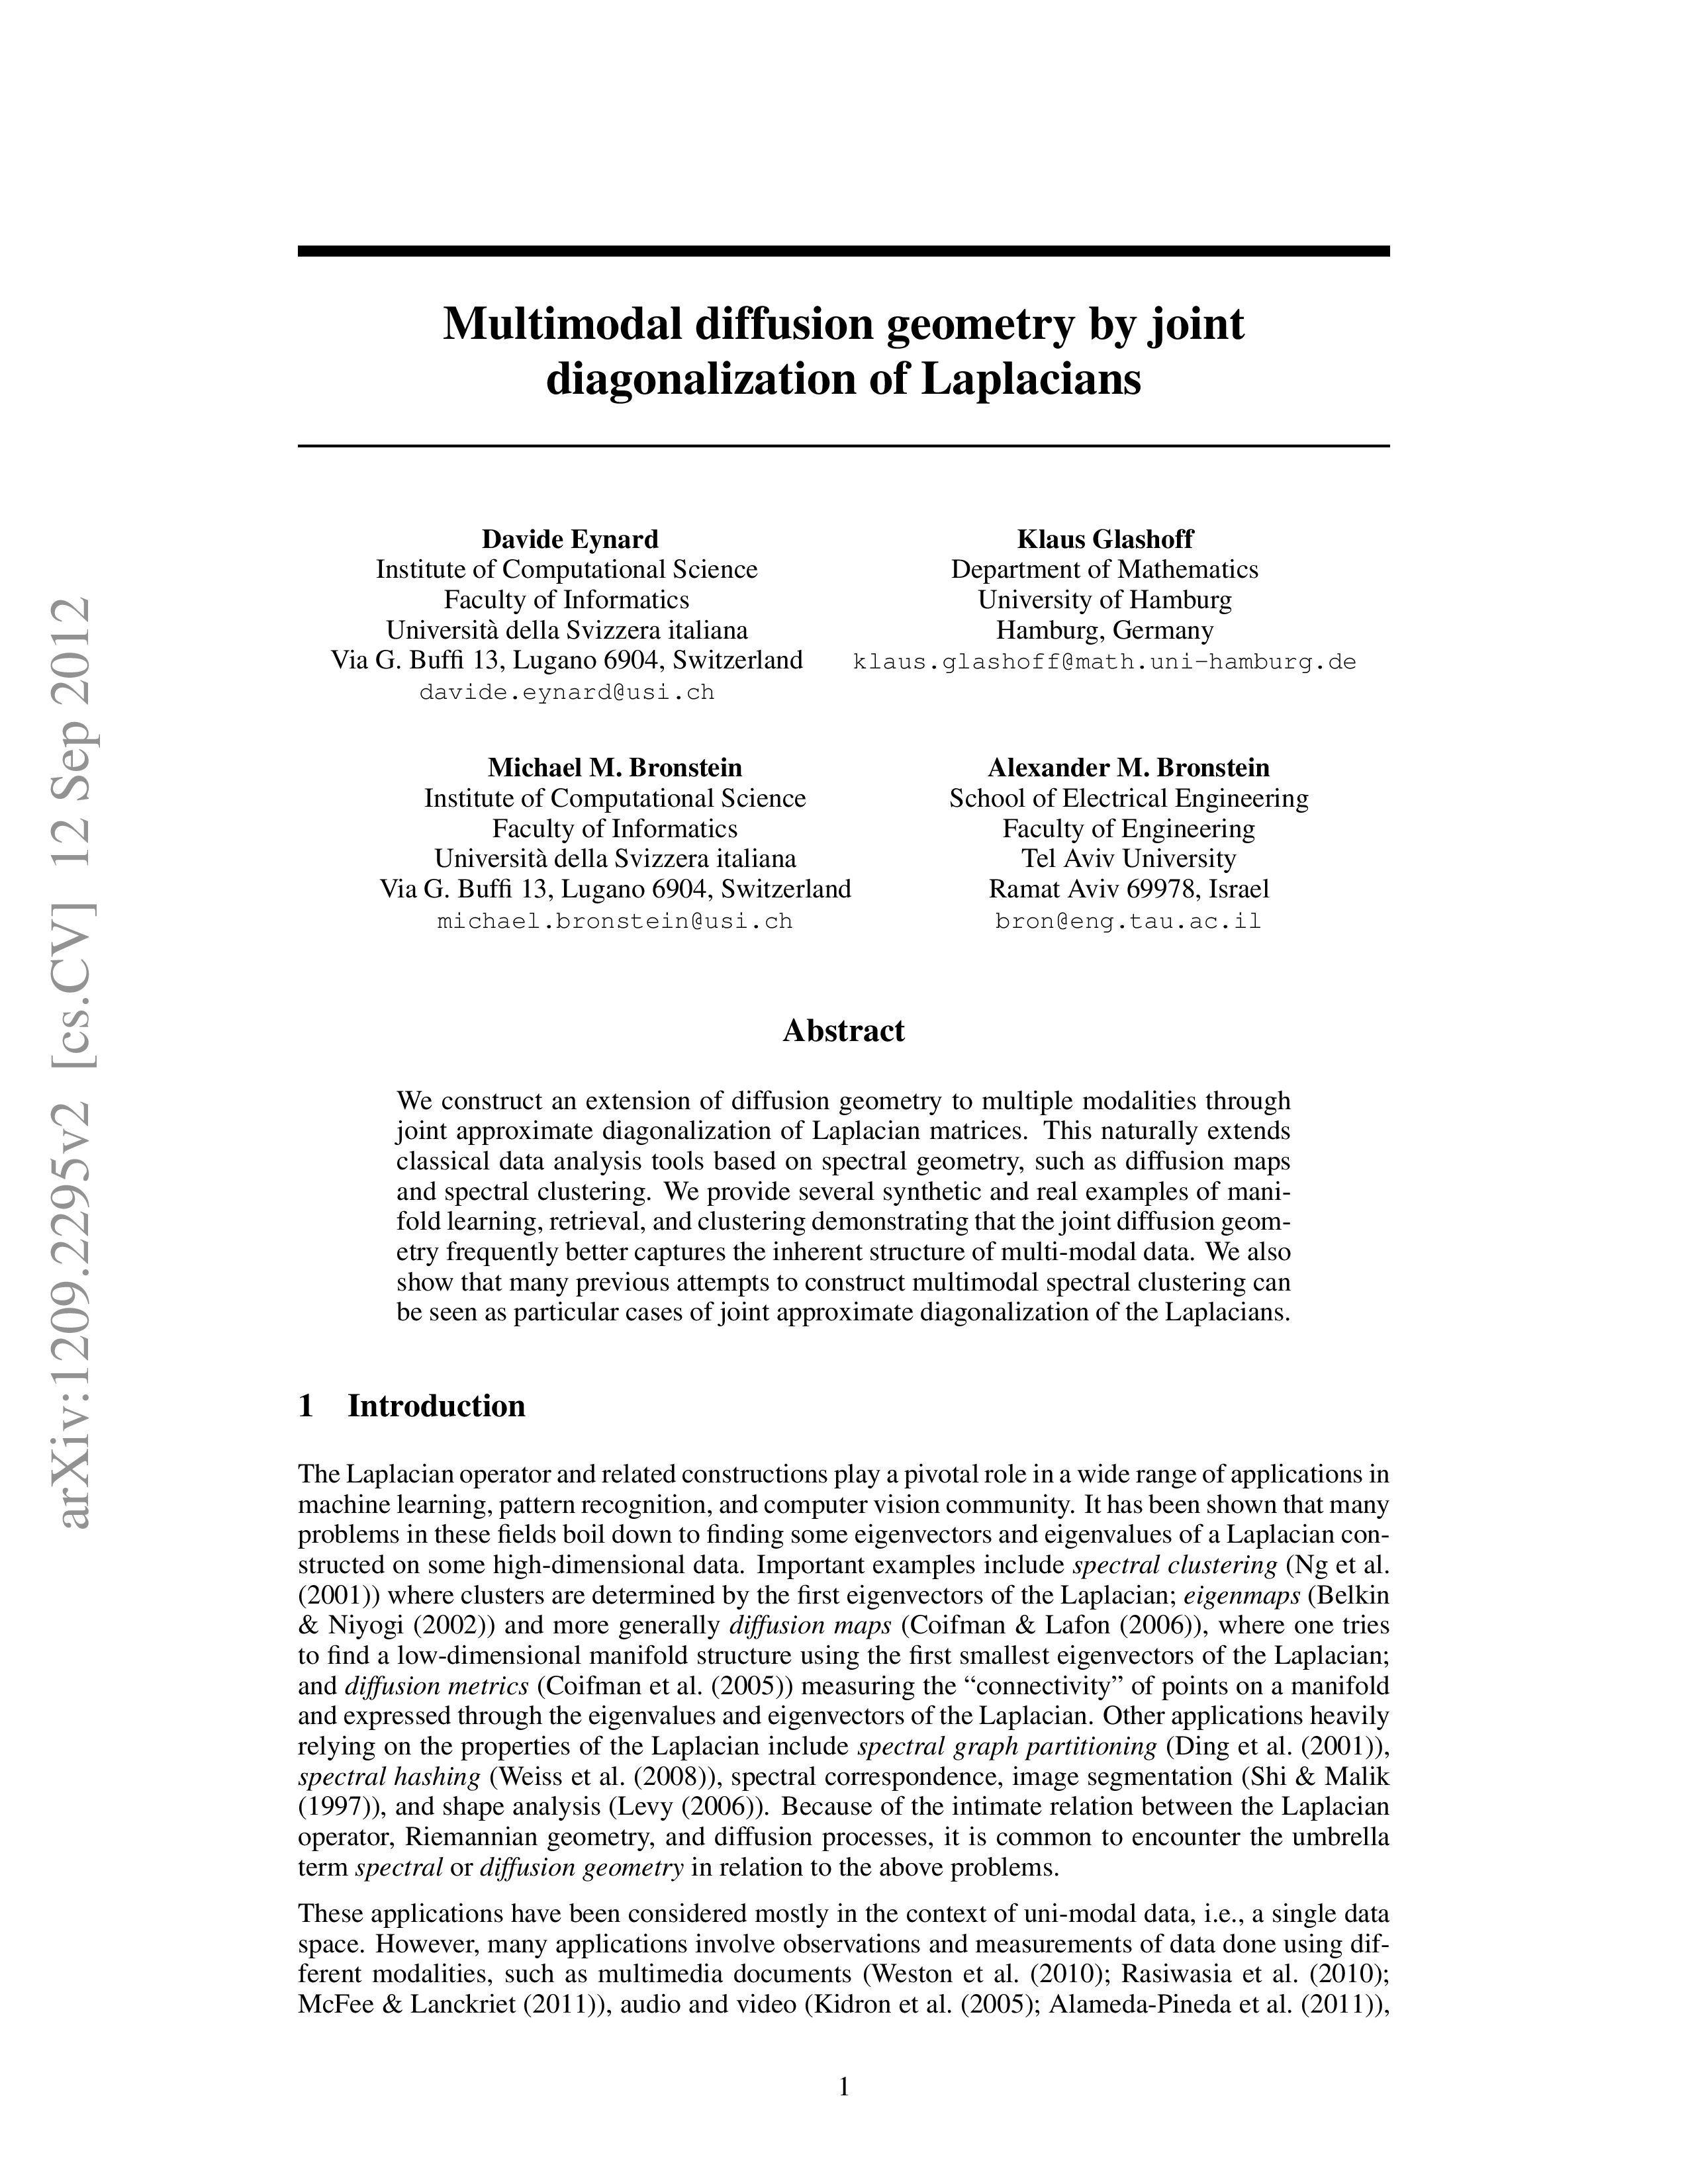 arXiv:1209.2295v2 [cs.CV] 12 Sep 2012
Multimodal diffusion geometry by joint
diagonalization of Laplacians
Davide Eynard
Institute of Computational Science
Faculty of Informatics
Università della Svizzera italiana
Via G. Buffi 13, Lugano 6904, Switzerland
davide.eynard@usi.ch
Klaus Glashoff
Department of Mathematics
University of Hamburg
Hamburg, Germany
klaus.glashoff@math.uni-hamburg.de
Michael M. Bronstein
Institute of Computational Science
Faculty of Informatics
Università della Svizzera italiana
Via G. Buffi 13, Lugano 6904, Switzerland
michael.bronstein@usi.ch
Alexander M. Bronstein
School of Electrical Engineering
Faculty of Engineering
Tel Aviv University
Ramat Aviv 69978, Israel
bron@eng.tau.ac.il
Abstract
We construct an extension of diffusion geometry to multiple modalities through
joint approximate diagonalization of Laplacian matrices. This naturally extends
classical data analysis tools based on spectral geometry, such as diffusion maps
and spectral clustering. We provide several synthetic and real examples of mani-
fold learning, retrieval, and clustering demonstrating that the joint diffusion geom-
etry frequently better captures the inherent structure of multi-modal data. We also
show that many previous attempts to construct multimodal spectral clustering can
be seen as particular cases of joint approximate diagonalization of the Laplacians.
1 Introduction
The Laplacian operator and related constructions play a pivotal role in a wide range of applications in
machine learning, pattern recognition, and computer vision community. It has been shown that many
problems in these fields boil down to finding some eigenvectors and eigenvalues of a Laplacian con-
structed on some high-dimensional data. Important examples include spectral clustering (Ng et al.
(2001)) where clusters are determined by the first eigenvectors of the Laplacian; eigenmaps (Belkin
& Niyogi (2002)) and more generally diffusion maps (Coifman & Lafon (2006)), where one tries
to find a low-dimensional manifold structure using the first smallest eigenvectors of the Laplacian;
and diffusion metrics (Coifman et al. (2005)) measuring the “connectivity” of points on a manifold
and expressed through the eigenvalues and eigenvectors of the Laplacian. Other applications heavily
relying on the properties of the Laplacian include spectral graph partitioning (Ding et al. (2001)),
spectral hashing (Weiss et al. (2008)), spectral correspondence, image segmentation (Shi & Malik
(1997)), and shape analysis (Levy (2006)). Because of the intimate relation between the Laplacian
operator, Riemannian geometry, and diffusion processes, it is common to encounter the umbrella
term spectral or diffusion geometry in relation to the above problems.
These applications have been considered mostly in the context of uni-modal data, i.e., a single data
space. However, many applications involve observations and measurements of data done using dif-
ferent modalities, such as multimedia documents (Weston et al. (2010); Rasiwasia et al. (2010);
McFee & Lanckriet (2011)), audio and video (Kidron et al. (2005); Alameda-Pineda et al. (2011)),
1